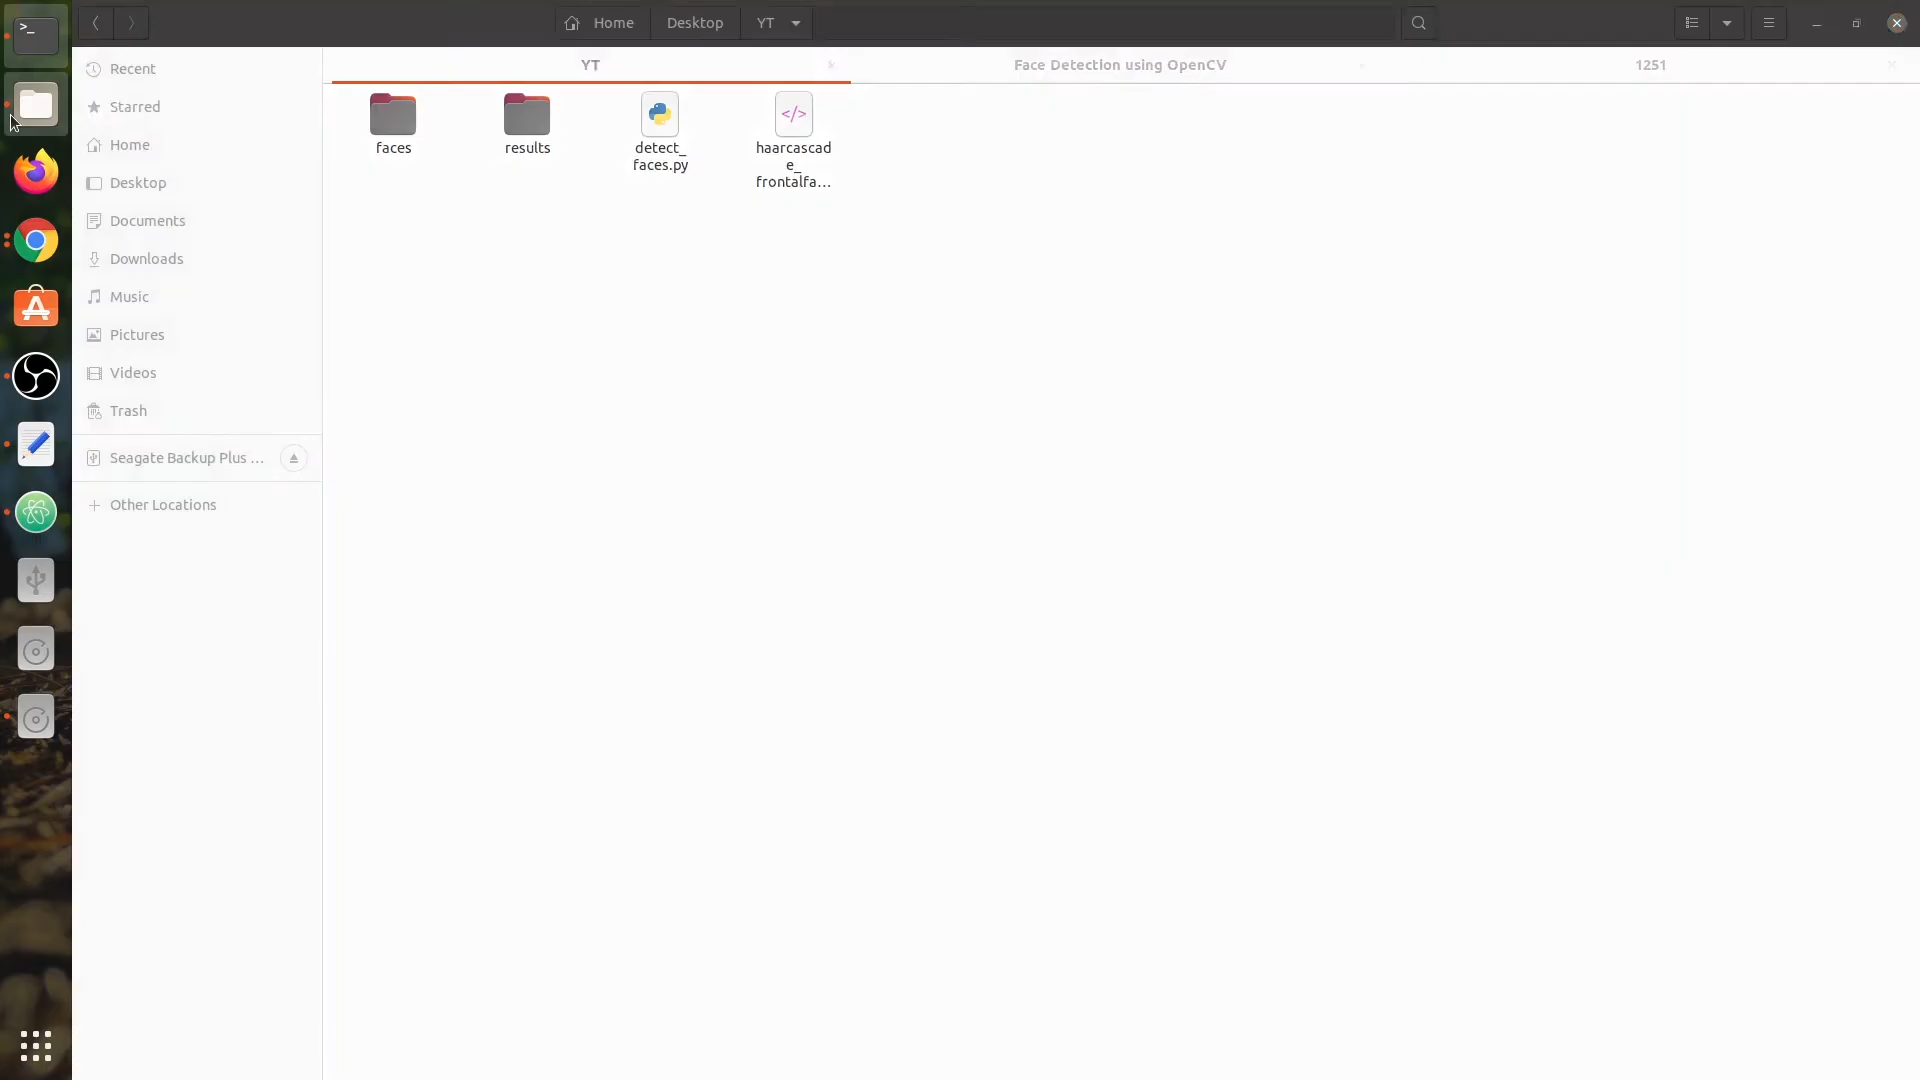 Home
Desktop
YT
Recent
Starred
Home
Desktop
Documents
Downloads
Music
Pictures
Videos
Trash
Seagate Backup Plus ...
Other Locations
YT
Face Detection using OpenCV
1251
faces
results
detect_
faces.py
haarcascad
e_
frontalfa...